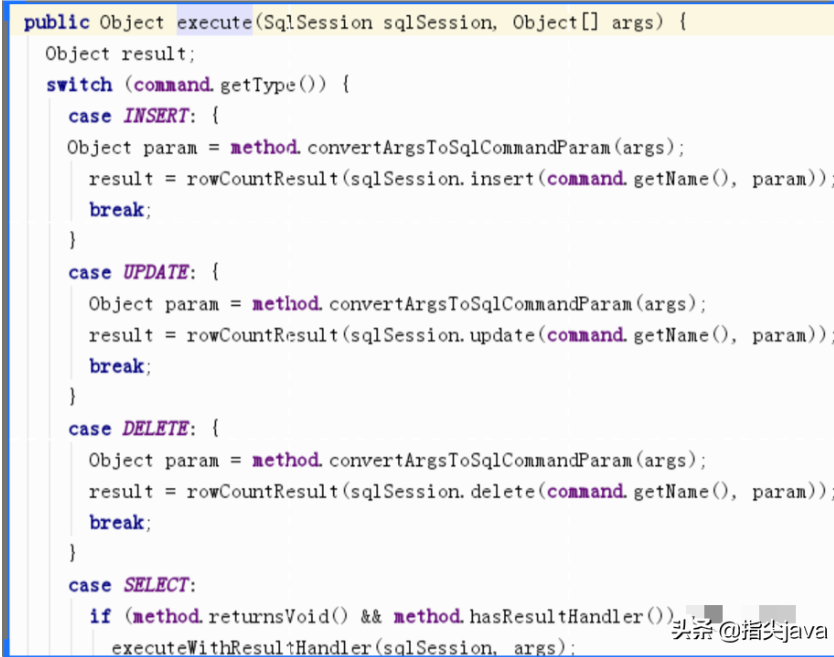 public Object execute(SqlSession sqlSession, Object[] args) {
Object result;
switch (command.getType()) {
case INSERT: {
Object param = method.convertArgsToSqlCommandParam(args);
result = rowCountResult(sqlSession.insert(command.getName(), param));
break;
}
case UPDATE: {
Object param = method.convertArgsToSqlCommandParam(args);
result = rowCountResult(sqlSession.update(command.getName(), param));
break;
}
case DELETE: {
Object param = method.convertArgsToSqlCommandParam(args);
result = rowCountResult(sqlSession.delete(command.getName(), param));
break;
}
case SELECT:
if (method.returnsVoid() && method.hasResultHandler())
executeWithResultHandler(sqlSession, args);
头条 @指尖java